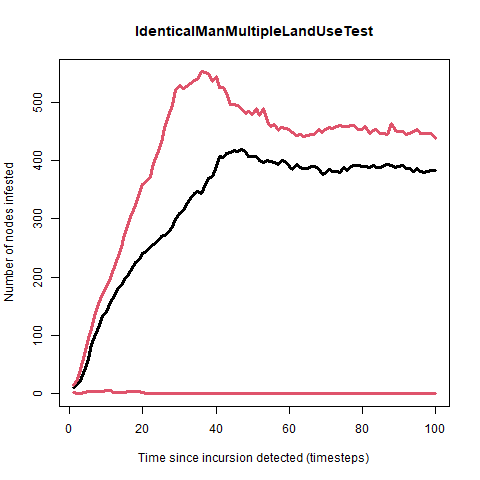 IdenticalManMultipleLandUseTest
Number of nodes infested
500
400
300
200
100
0
0 20 40 60 80 100
Time since incursion detected (timesteps)